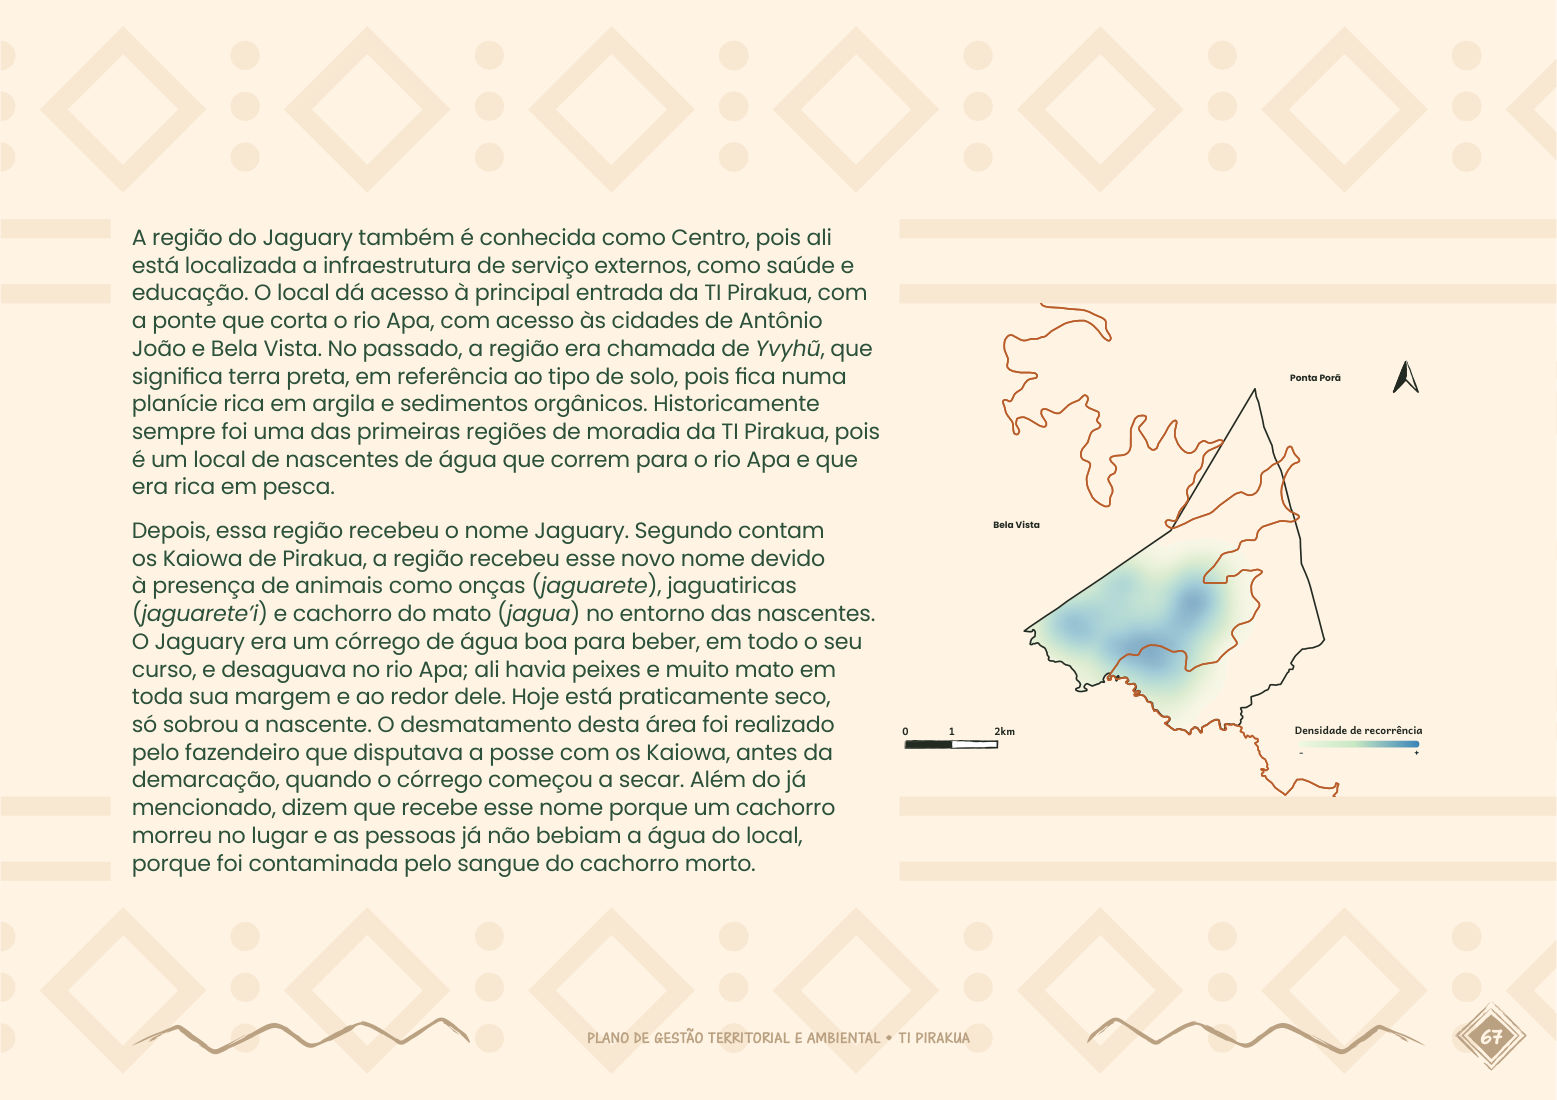 A região do Jaguary também é conhecida como Centro, pois ali
está localizada a infraestrutura de serviço externos, como saúde e
educação. O local dá acesso à principal entrada da TI Pirakua, com
a ponte que corta o rio Apa, com acesso às cidades de Antônio
João e Bela Vista. No passado, a região era chamada de Yvyhũ, que
significa terra preta, em referência ao tipo de solo, pois fica numa
planície rica em argila e sedimentos orgânicos. Historicamente
sempre foi uma das primeiras regiões de moradia da TI Pirakua, pois
é um local de nascentes de água que correm para o rio Apa e que
era rica em pesca.
Depois, essa região recebeu o nome Jaguary. Segundo contam
os Kaiowa de Pirakua, a região recebeu esse novo nome devido
à presença de animais como onças (jaguarete), jaguatiricas
(jaguarete’i) e cachorro do mato (jagua) no entorno das nascentes.
O Jaguary era um córrego de água boa para beber, em todo o seu
curso, e desaguava no rio Apa; ali havia peixes e muito mato em
toda sua margem e ao redor dele. Hoje está praticamente seco,
só sobrou a nascente. O desmatamento desta área foi realizado
pelo fazendeiro que disputava a posse com os Kaiowa, antes da
demarcação, quando o córrego começou a secar. Além do já
mencionado, dizem que recebe esse nome porque um cachorro
morreu no lugar e as pessoas já não bebiam a água do local,
porque foi contaminada pelo sangue do cachorro morto.
Ponta Porã
Bela Vista
0 1 2km
Densidade de recorrência
- +
PLANO DE GESTÃO TERRITORIAL E AMBIENTAL • TI PIRAKUA
67